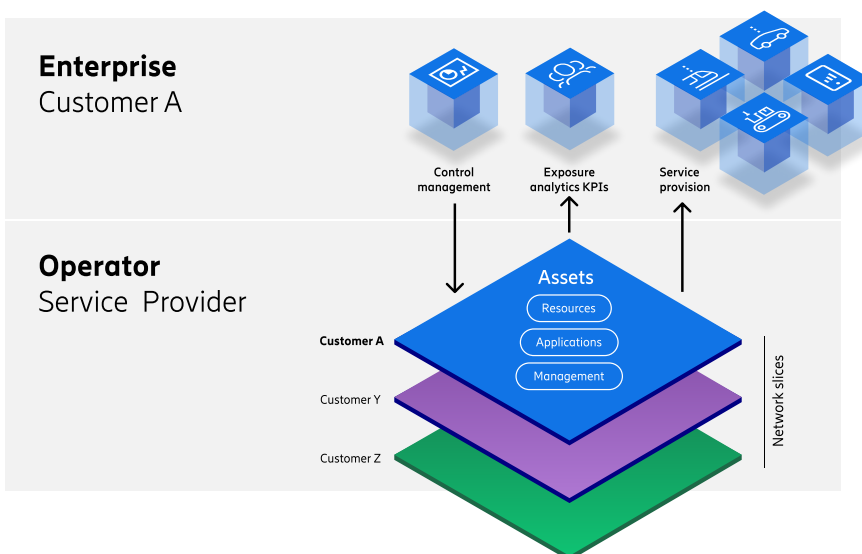 Enterprise
Customer A
Control
management
Exposure
analytics KPIs
Service
provision
Operator
Service Provider
Assets
Resources
Applications
Management
Customer A
Customer Y
Customer Z
Network slices